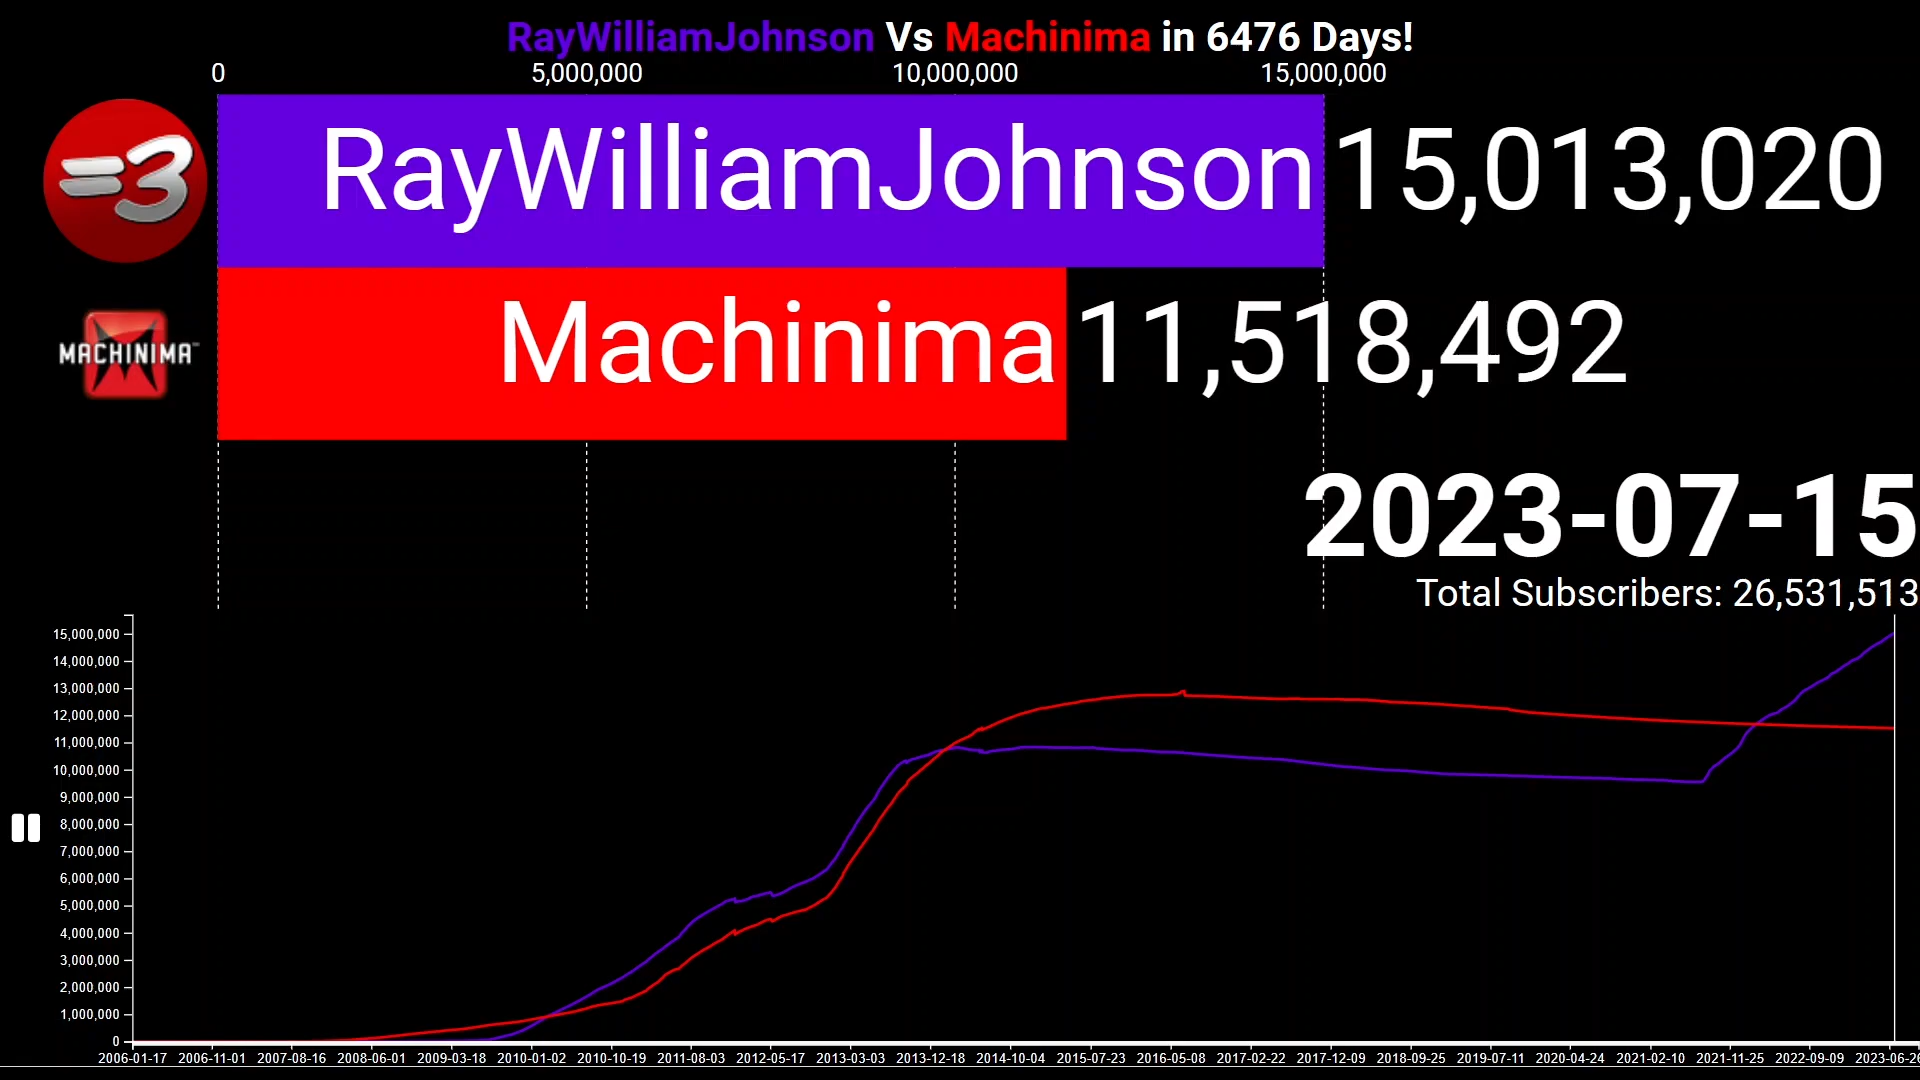 RayWilliamJohnson Vs Machinima in 6476 Days!
0 5,000,000 10,000,000 15,000,000
=3
RayWilliamJohnson 15,013,020
MACHINIMA™
Machinima 11,518,492
2023-07-15
Total Subscribers: 26,531,513
15,000,000
14,000,000
13,000,000
12,000,000
11,000,000
10,000,000
9,000,000
8,000,000
7,000,000
6,000,000
5,000,000
4,000,000
3,000,000
2,000,000
1,000,000
0
2006-01-17 2006-11-01 2007-08-16 2008-06-01 2009-03-18 2010-01-02 2010-10-19 2011-08-03 2012-05-17 2013-03-03 2013-12-18 2014-10-04 2015-07-23 2016-05-08 2017-02-22 2017-12-09 2018-09-25 2019-07-11 2020-04-24 2021-02-10 2021-11-25 2022-09-09 2023-06-26